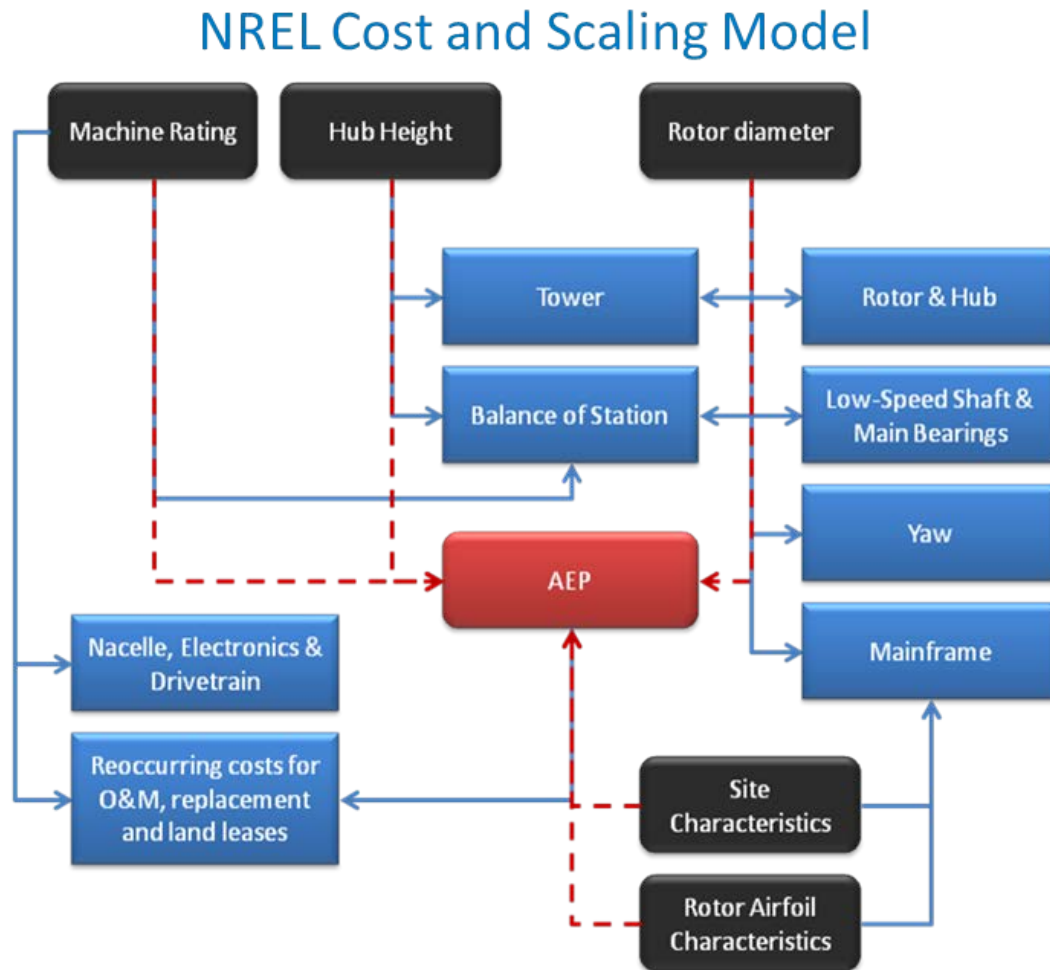 NREL Cost and Scaling Model
Machine Rating
Hub Height
Rotor diameter
Tower
Rotor & Hub
Balance of Station
Low-Speed Shaft &
Main Bearings
Yaw
AEP
Nacelle, Electronics &
Drivetrain
Mainframe
Reoccurring costs for
O&M, replacement
and land leases
Site
Characteristics
Rotor Airfoil
Characteristics